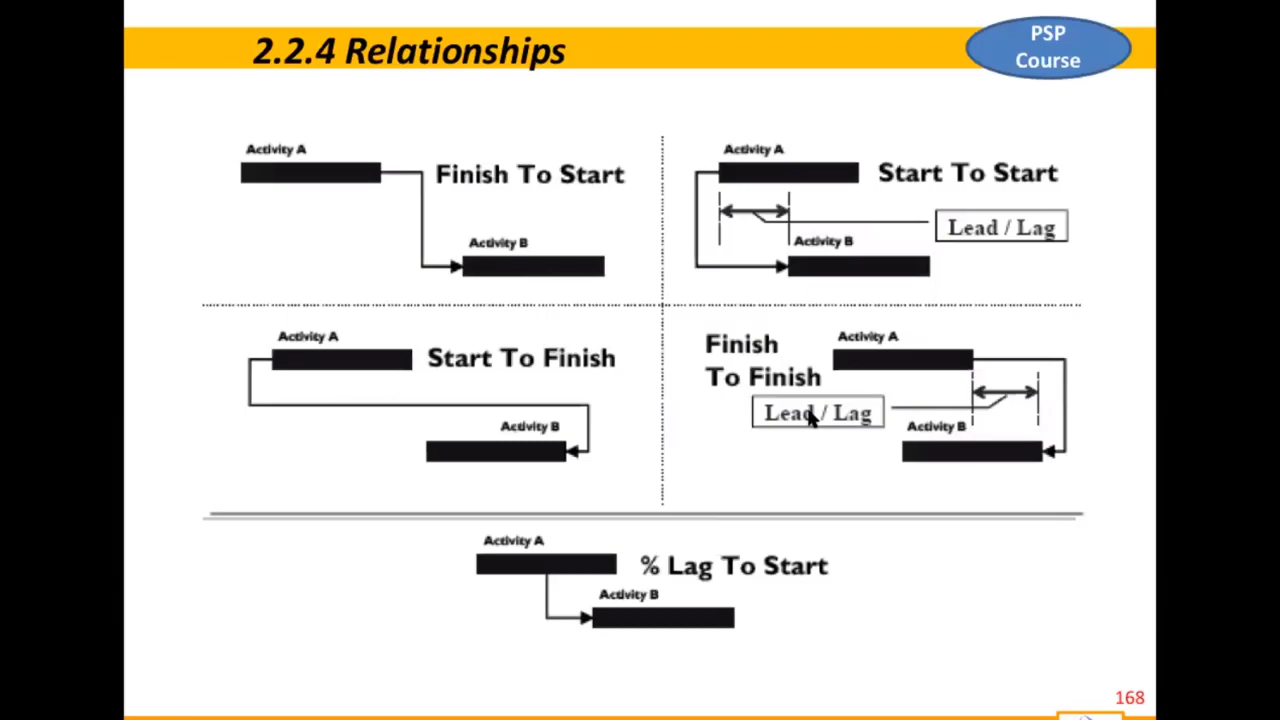 2.2.4 Relationships
PSP
Course
Activity A
Finish To Start
Activity B
Activity A
Start To Start
Lead / Lag
Activity B
Activity A
Start To Finish
Activity B
Finish
To Finish
Activity A
Lead / Lag
Activity B
Activity A
% Lag To Start
Activity B
168